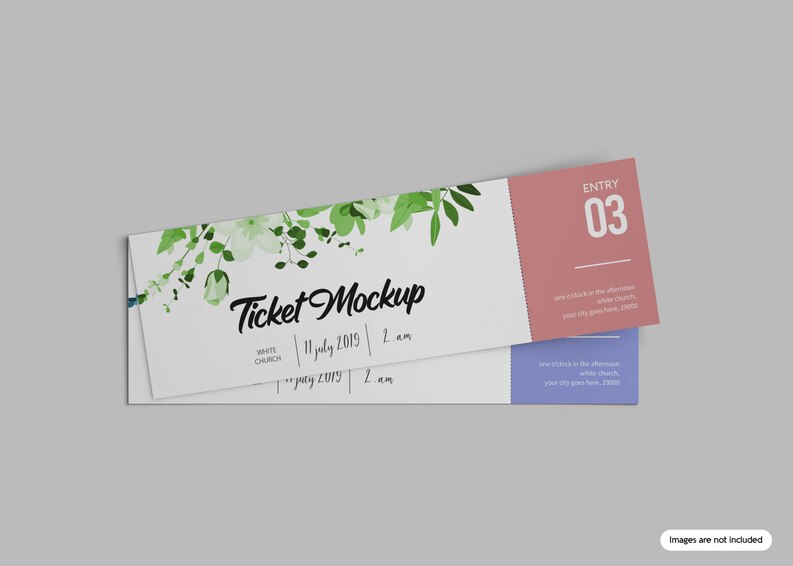 ENTRY
03
Ticket Mockup
WHITE
CHURCH
11 july 2019
2 . am
one o'clock in the afternoon
white church,
your city goes here, 29000
11 july 2019
2 . am
one o'clock in the afternoon
white church,
your city goes here, 29000
Images are not included